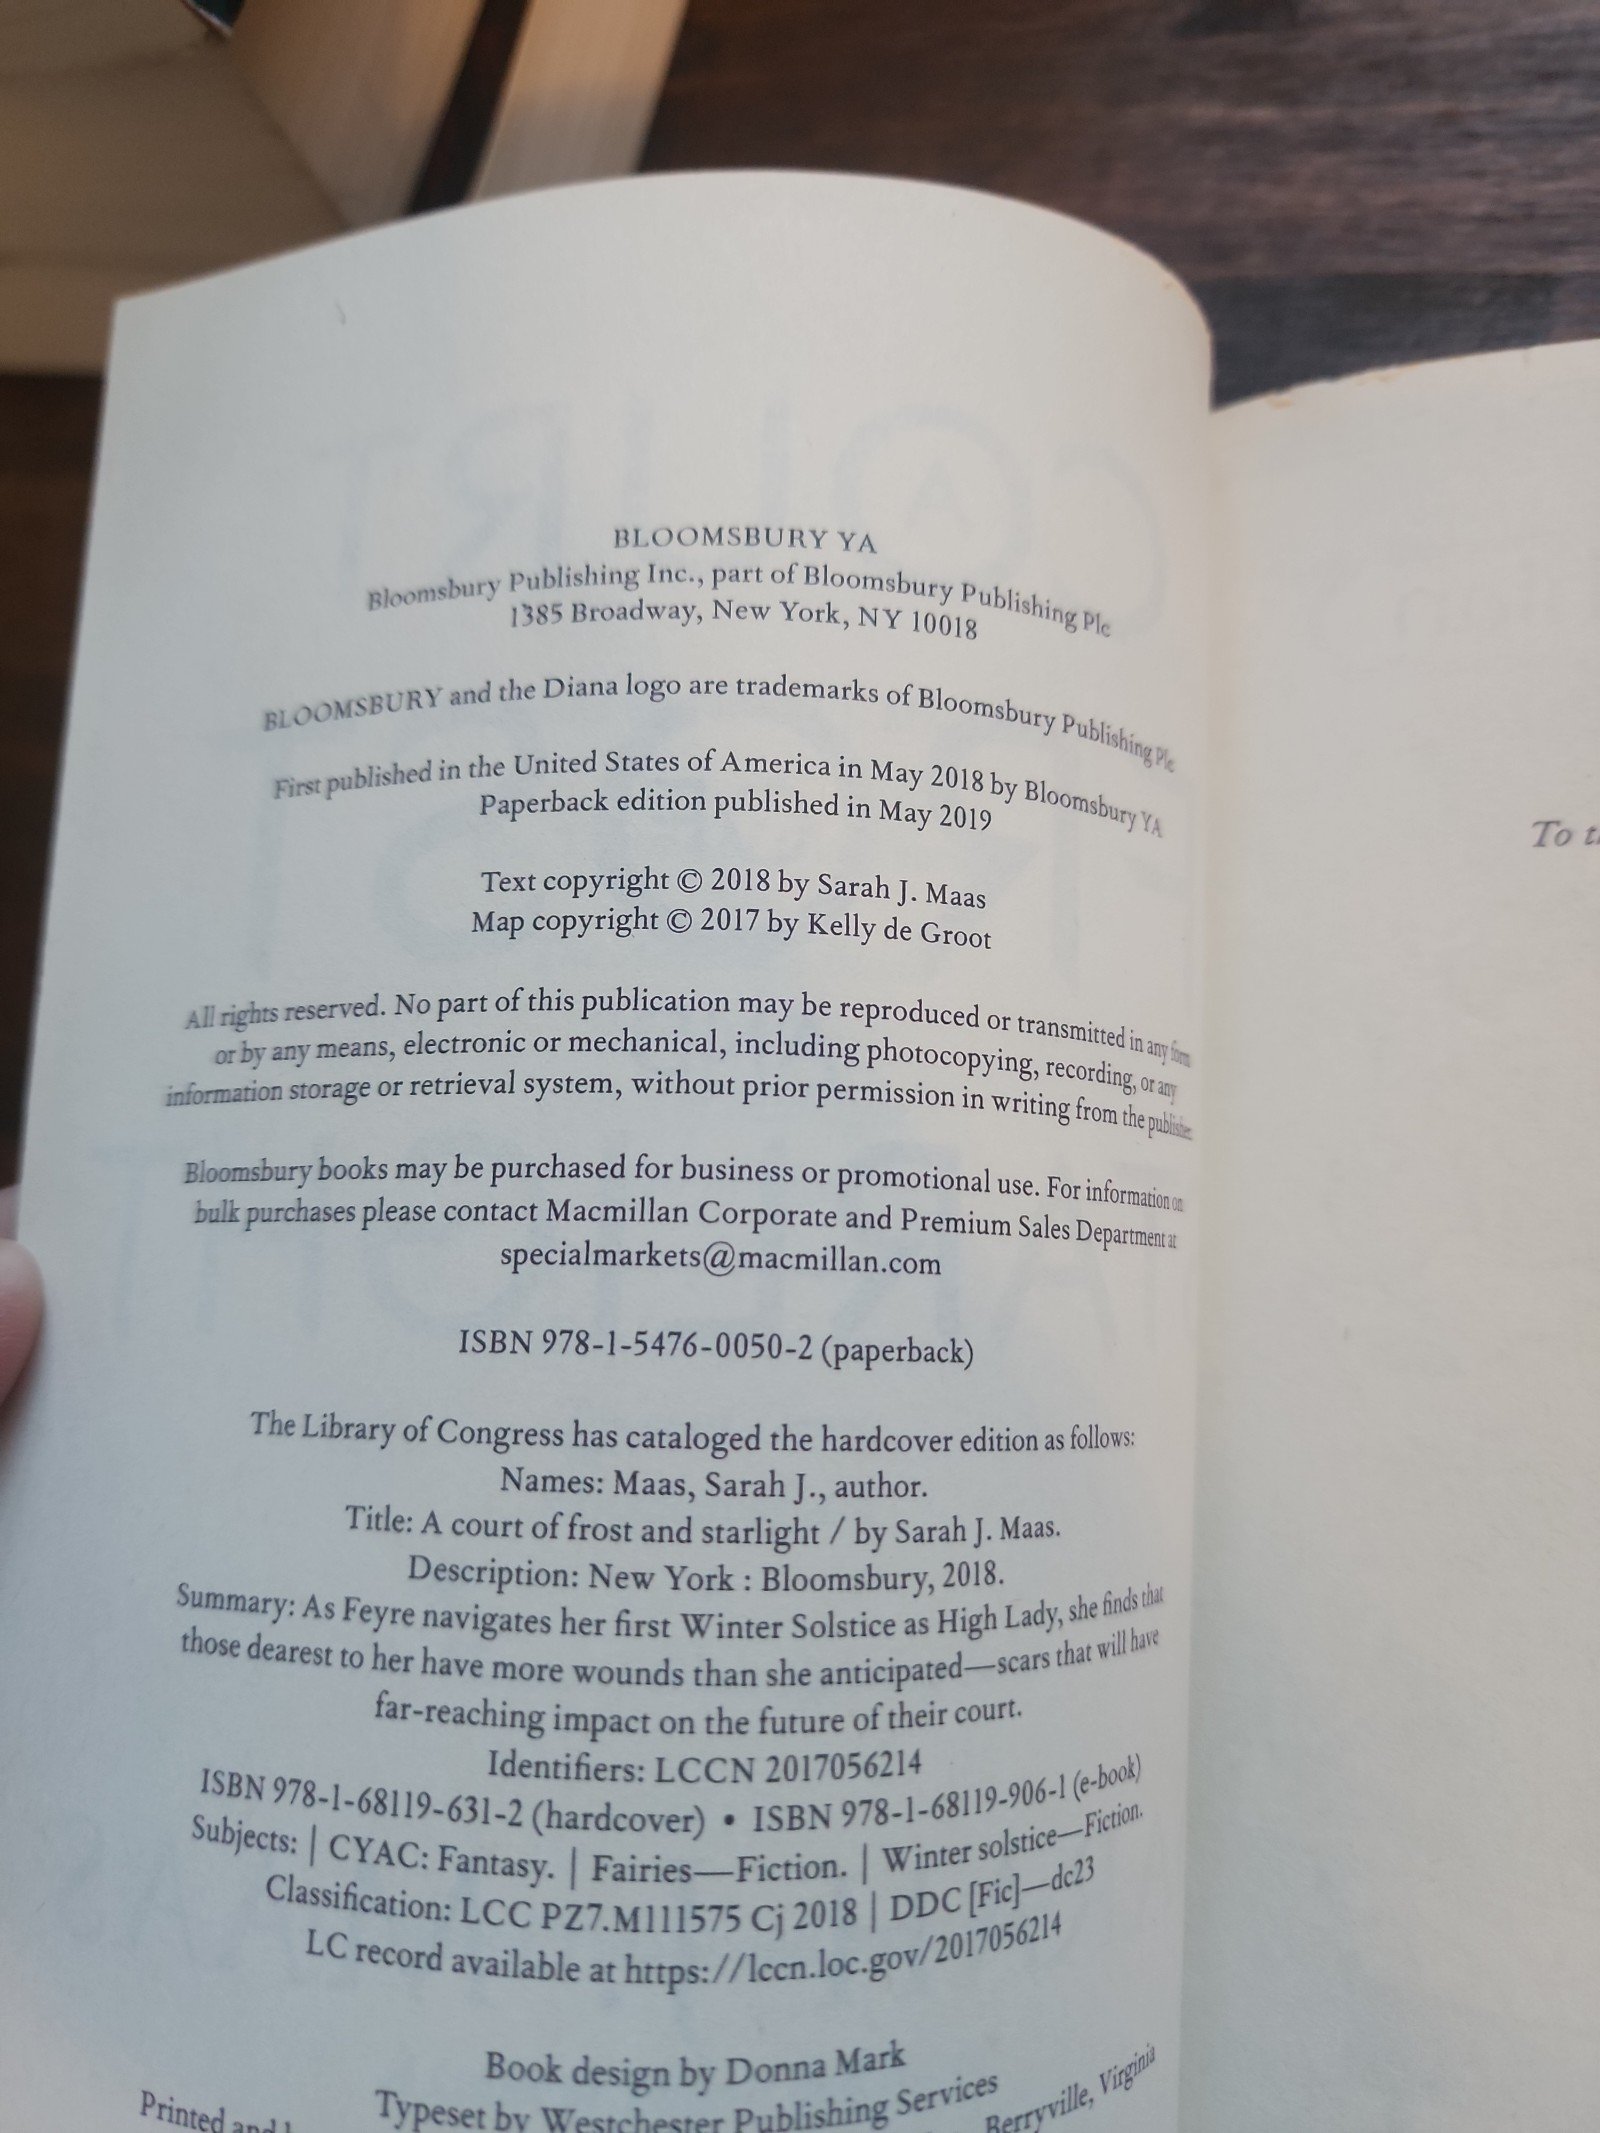 BLOOMSBURY YA
Bloomsbury Publishing Inc., part of Bloomsbury Publishing Plc
1385 Broadway, New York, NY 10018
BLOOMSBURY and the Diana logo are trademarks of Bloomsbury Publishing Plc
First published in the United States of America in May 2018 by Bloomsbury YA
Paperback edition published in May 2019
Text copyright © 2018 by Sarah J. Maas
Map copyright © 2017 by Kelly de Groot
All rights reserved. No part of this publication may be reproduced or transmitted in any form
or by any means, electronic or mechanical, including photocopying, recording, or any
information storage or retrieval system, without prior permission in writing from the publisher.
Bloomsbury books may be purchased for business or promotional use. For information on
bulk purchases please contact Macmillan Corporate and Premium Sales Department at
specialmarkets@macmillan.com
ISBN 978-1-5476-0050-2 (paperback)
The Library of Congress has cataloged the hardcover edition as follows:
Names: Maas, Sarah J., author.
Title: A court of frost and starlight / by Sarah J. Maas.
Description: New York : Bloomsbury, 2018.
Summary: As Feyre navigates her first Winter Solstice as High Lady, she finds that
those dearest to her have more wounds than she anticipated—scars that will have
far-reaching impact on the future of their court.
Identifiers: LCCN 2017056214
ISBN 978-1-68119-631-2 (hardcover) • ISBN 978-1-68119-906-1 (e-book)
Subjects: | CYAC: Fantasy. | Fairies—Fiction. | Winter solstice—Fiction.
Classification: LCC PZ7.M111575 Cj 2018 | DDC [Fic]—dc23
LC record available at https://lccn.loc.gov/2017056214
Book design by Donna Mark
Typeset by Westchester Publishing Services
Printed and Berryville, Virginia
To